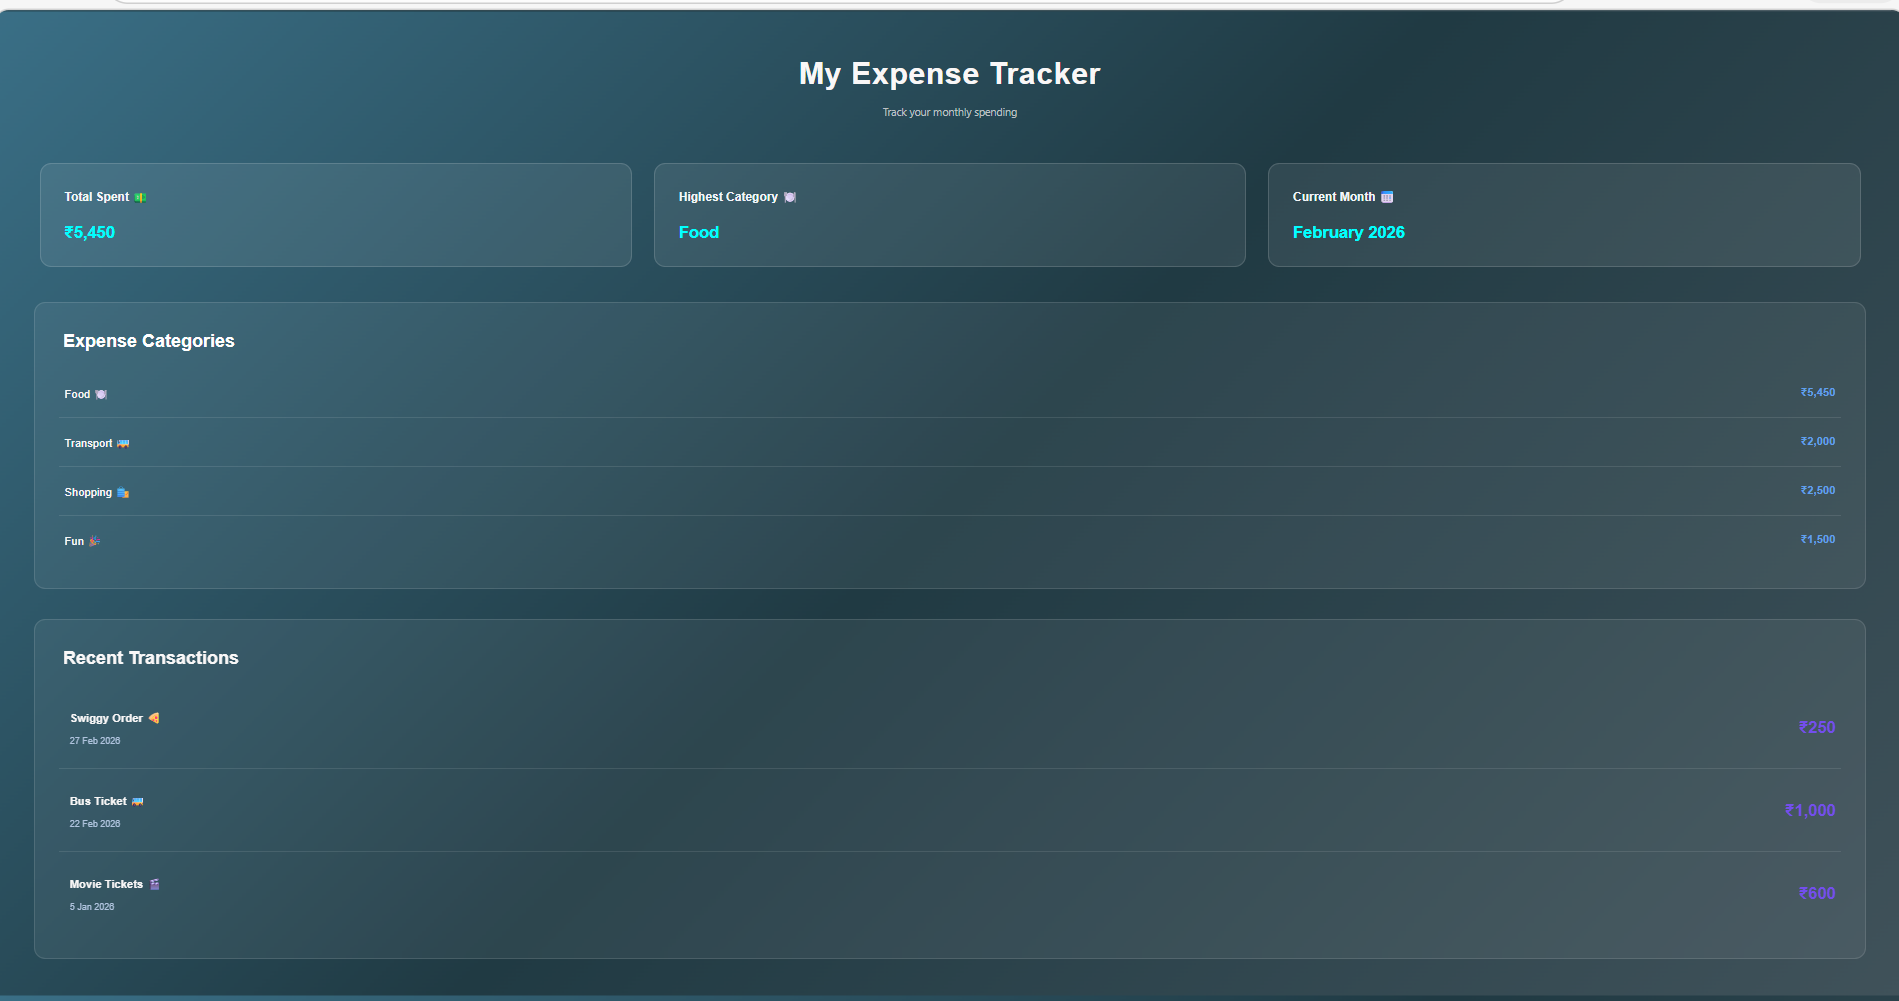 My Expense Tracker
Track your monthly spending
Total Spent 💵
₹5,450
Highest Category 🍽️
Food
Current Month 📅
February 2026
Expense Categories
Food 🍽️
₹5,450
Transport 🚌
₹2,000
Shopping 🛍️
₹2,500
Fun 🎉
₹1,500
Recent Transactions
Swiggy Order 🍕
27 Feb 2026
₹250
Bus Ticket 🚌
22 Feb 2026
₹1,000
Movie Tickets 🎬
5 Jan 2026
₹600